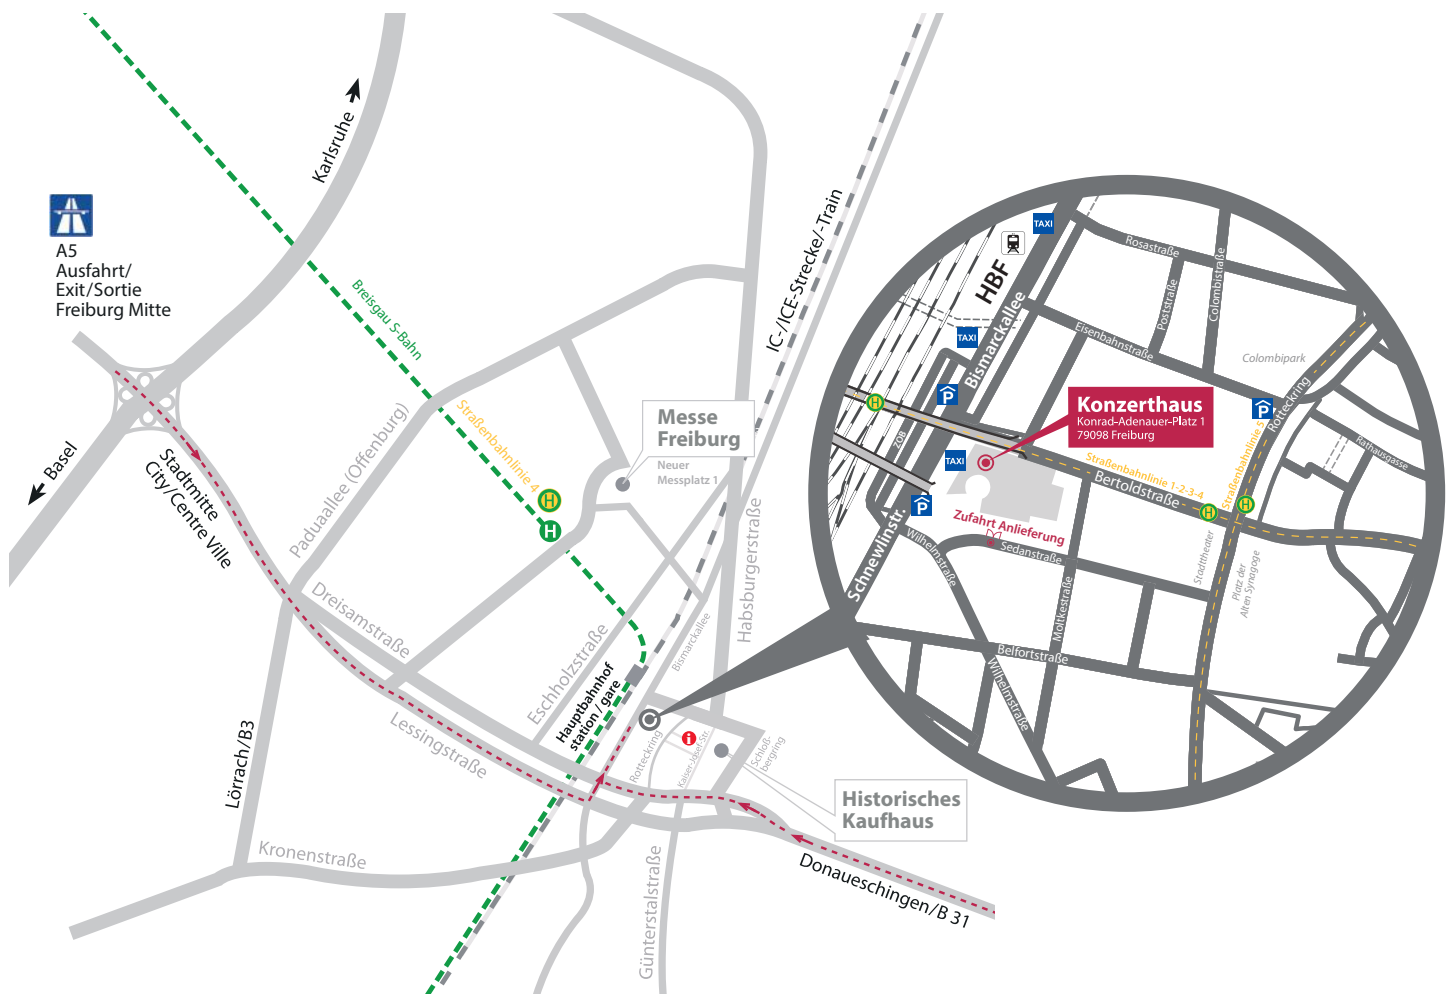 Karlsruhe
A5
Ausfahrt/
Exit/Sortie
Freiburg Mitte
Basel
Stadtmitte
City/Centre Ville
Breisgau S-Bahn
Straßenbahnlinie 4
H
H
Paduaallee (Offenburg)
Messe
Freiburg
Neuer
Messplatz 1
IC-/ICE-Strecke/-Train
Habsburgerstraße
Bismarckallee
Dreisamstraße
Eschholzstraße
Hauptbahnhof
station / gare
Lessingstraße
Lörrach/B3
Kronenstraße
Rotteckring
i
Kaiser-Josef-Str.
Schloß-
bergring
Historisches
Kaufhaus
Günterstalstraße
Donaueschingen/B 31
TAXI
HBF
Bismarckallee
TAXI
Rosastraße
Poststraße
Colombistraße
Eisenbahnstraße
Colombipark
Rotteckring
P
P
H
ZOB
Konzerthaus
Konrad-Adenauer-Platz 1
79098 Freiburg
TAXI
Straßenbahnlinie 1-2-3-4
Bertoldstraße
Straßenbahnlinie 5
H
H
Rathausgasse
P
Schnewlinstr.
Zufahrt Anlieferung
Wilhelmstraße
Sedanstraße
Stadttheater
Platz der
Alten Synagoge
Moltkestraße
Belfortstraße
Wilhelmstraße